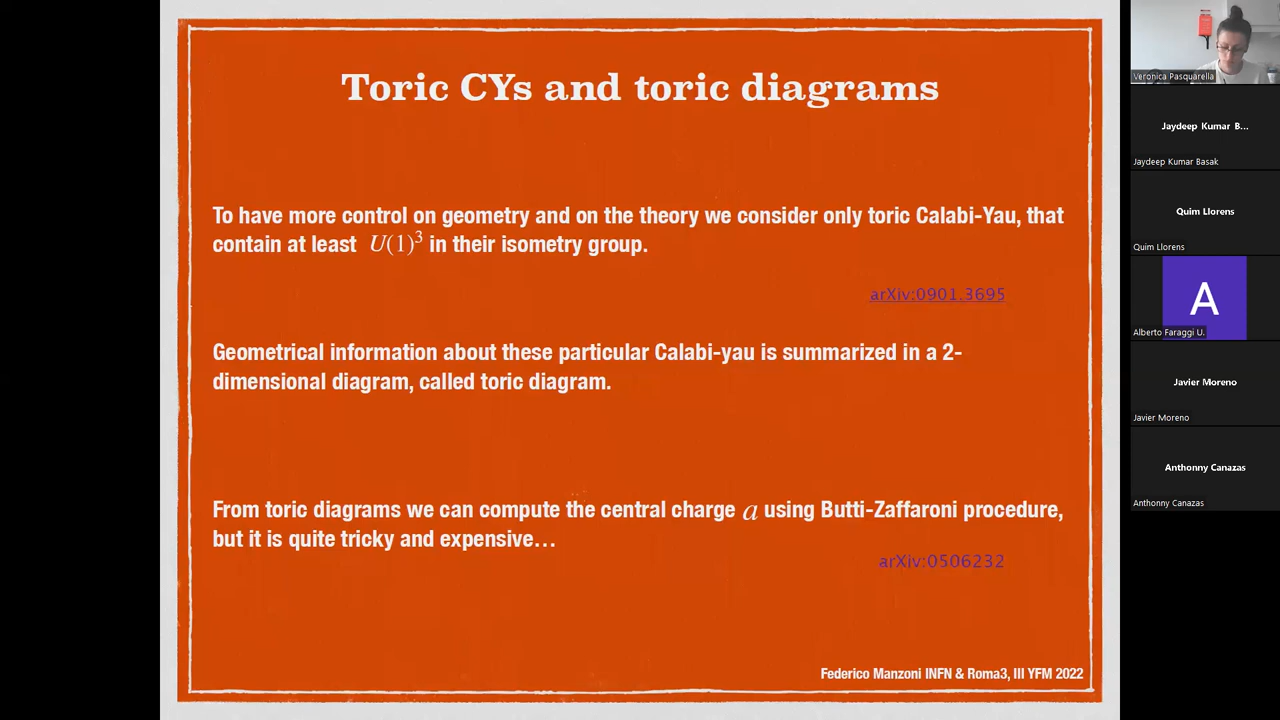 Toric CYs and toric diagrams
To have more control on geometry and on the theory we consider only toric Calabi-Yau, that
contain at least U(1)³ in their isometry group.
arXiv:0901.3695
Geometrical information about these particular Calabi-yau is summarized in a 2-
dimensional diagram, called toric diagram.
From toric diagrams we can compute the central charge a using Butti-Zaffaroni procedure,
but it is quite tricky and expensive…
arXiv:0506232
Federico Manzoni INFN & Roma3, III YFM 2022
Veronica Pasquarella
Jaydeep Kumar B...
Jaydeep Kumar Basak
Quim Llorens
Quim Llorens
A
Alberto Faraggi U.
Javier Moreno
Javier Moreno
Anthonny Canazas
Anthonny Canazas